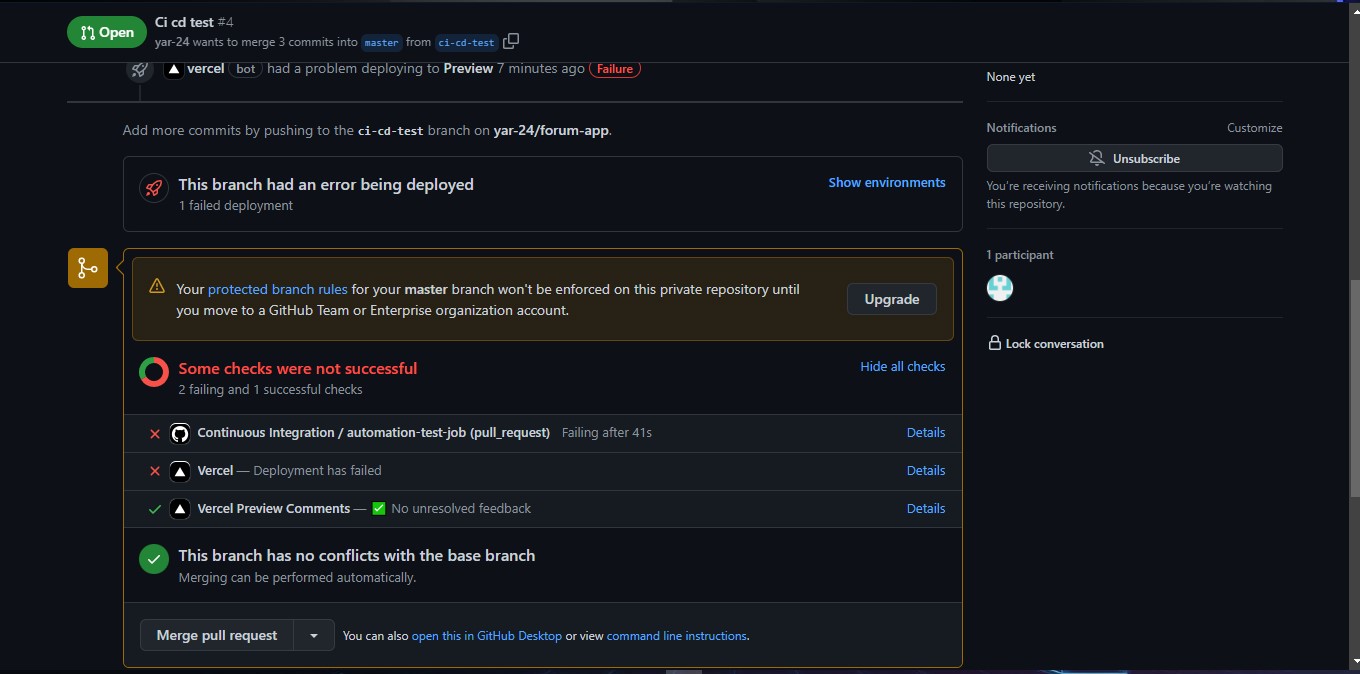 Open
Ci cd test #4
yar-24 wants to merge 3 commits into master from ci-cd-test
vercel bot had a problem deploying to Preview 7 minutes ago Failure
Add more commits by pushing to the ci-cd-test branch on yar-24/forum-app.
This branch had an error being deployed
1 failed deployment
Show environments
Your protected branch rules for your master branch won't be enforced on this private repository until
you move to a GitHub Team or Enterprise organization account.
Upgrade
Some checks were not successful
2 failing and 1 successful checks
Hide all checks
Continuous Integration / automation-test-job (pull_request) Failing after 41s Details
Vercel — Deployment has failed Details
Vercel Preview Comments — ✅ No unresolved feedback Details
This branch has no conflicts with the base branch
Merging can be performed automatically.
Merge pull request
You can also open this in GitHub Desktop or view command line instructions.
None yet
Notifications Customize
Unsubscribe
You're receiving notifications because you're watching
this repository.
1 participant
Lock conversation